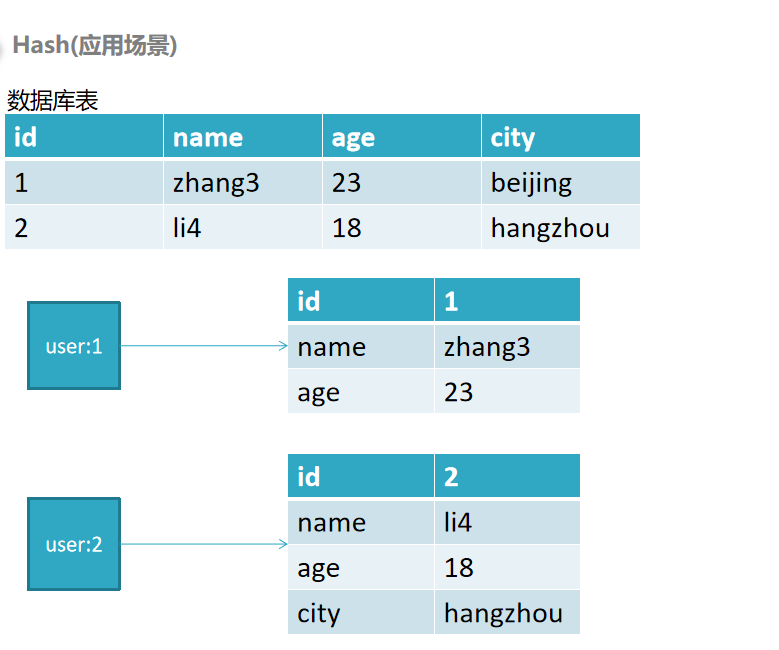 Hash(应用场景)
数据库表
id name age city
1 zhang3 23 beijing
2 li4 18 hangzhou
user:1
id 1
name zhang3
age 23
user:2
id 2
name li4
age 18
city hangzhou